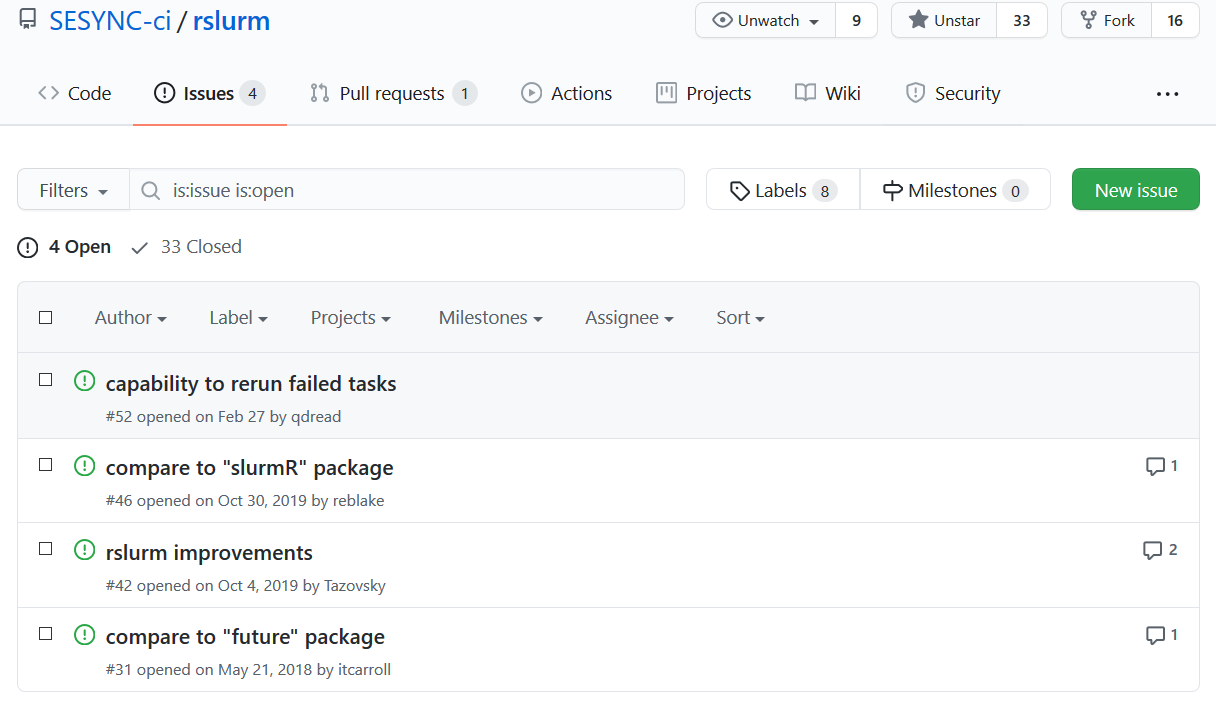 SESYNC-ci / rslurm Unwatch 9 Unstar 33 Fork 16
Code Issues 4 Pull requests 1 Actions Projects Wiki Security ...
Filters is:issue is:open Labels 8 Milestones 0 New issue
4 Open 33 Closed
Author Label Projects Milestones Assignee Sort
capability to rerun failed tasks
#52 opened on Feb 27 by qdread
compare to "slurmR" package 1
#46 opened on Oct 30, 2019 by reblake
rslurm improvements 2
#42 opened on Oct 4, 2019 by Tazovsky
compare to "future" package 1
#31 opened on May 21, 2018 by itcarroll